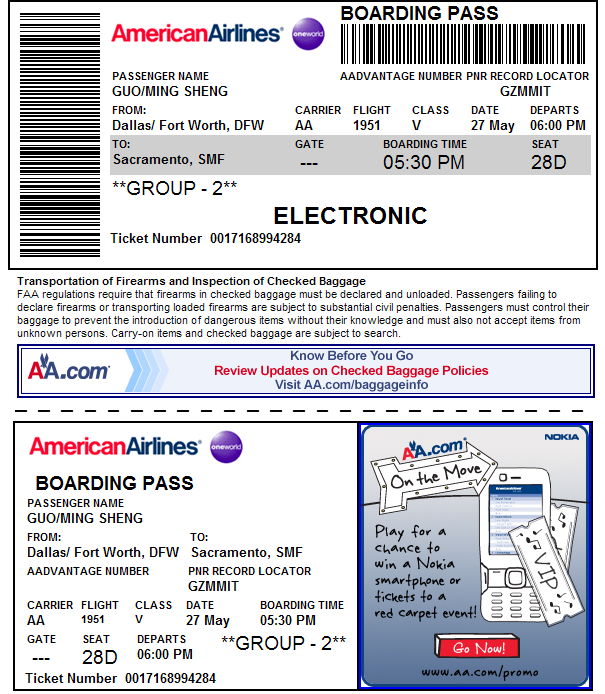 BOARDING PASS
AmericanAirlines® oneworld
PASSENGER NAME AADVANTAGE NUMBER PNR RECORD LOCATOR
GUO/MING SHENG GZMMIT
FROM: CARRIER FLIGHT CLASS DATE DEPARTS
Dallas/ Fort Worth, DFW AA 1951 V 27 May 06:00 PM
TO: GATE BOARDING TIME SEAT
Sacramento, SMF --- 05:30 PM 28D
**GROUP - 2**
ELECTRONIC
Ticket Number 0017168994284
Transportation of Firearms and Inspection of Checked Baggage
FAA regulations require that firearms in checked baggage must be declared and unloaded. Passengers failing to
declare firearms or transporting loaded firearms are subject to substantial civil penalties. Passengers must control their
baggage to prevent the introduction of dangerous items without their knowledge and must also not accept items from
unknown persons. Carry-on items and checked baggage are subject to search.
AA.com®
Know Before You Go
Review Updates on Checked Baggage Policies
Visit AA.com/baggageinfo
AmericanAirlines® oneworld
BOARDING PASS
PASSENGER NAME
GUO/MING SHENG
FROM: TO:
Dallas/ Fort Worth, DFW Sacramento, SMF
AADVANTAGE NUMBER PNR RECORD LOCATOR
GZMMIT
CARRIER FLIGHT CLASS DATE BOARDING TIME
AA 1951 V 27 May 05:30 PM
GATE SEAT DEPARTS **GROUP - 2**
--- 28D 06:00 PM
Ticket Number 0017168994284
NOKIA
AA.com®
On the Move
AmericanAirlines
Play for a
chance to
win a Nokia
smartphone or
tickets to a
red carpet event!
VIP
Go Now!
www.aa.com/promo